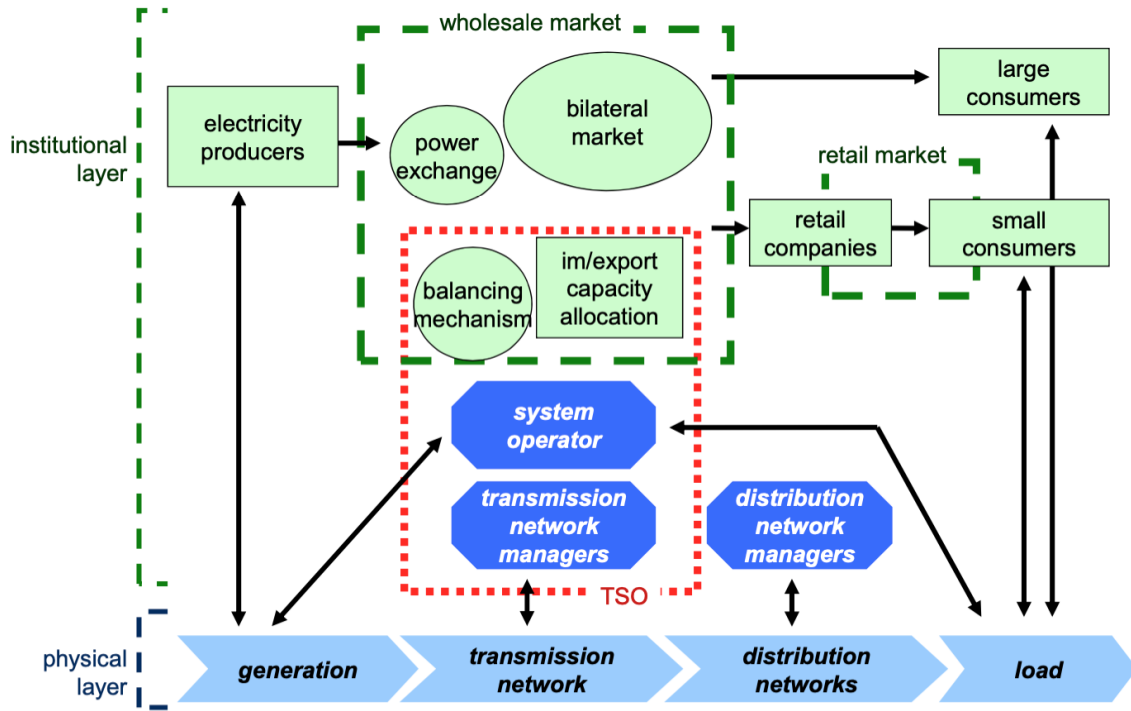 wholesale market
institutional
layer
electricity
producers
power
exchange
bilateral
market
large
consumers
retail market
retail
companies
small
consumers
balancing
mechanism
im/export
capacity
allocation
system
operator
transmission
network
managers
distribution
network
managers
TSO
physical
layer
generation
transmission
network
distribution
networks
load